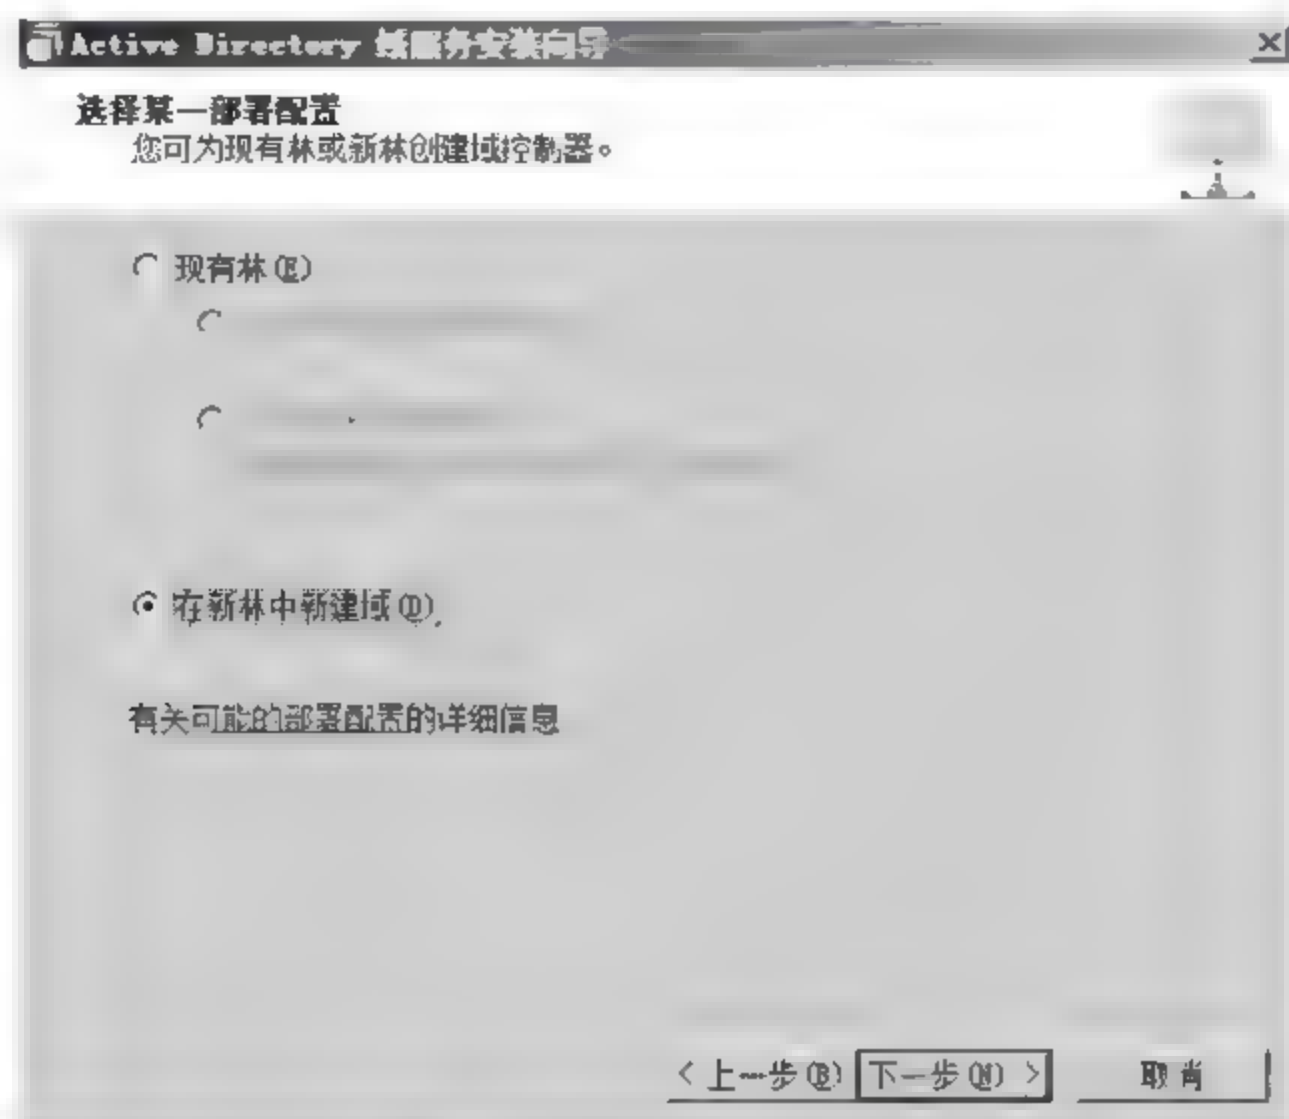 Active Directory 域服务安装向导
选择某一部署配置
您可为现有林或新林创建域控制器。
现有林(E)
在新林中新建域(D)
有关可能的部署配置的详细信息
< 上一步(B) 下一步(N) > 取消